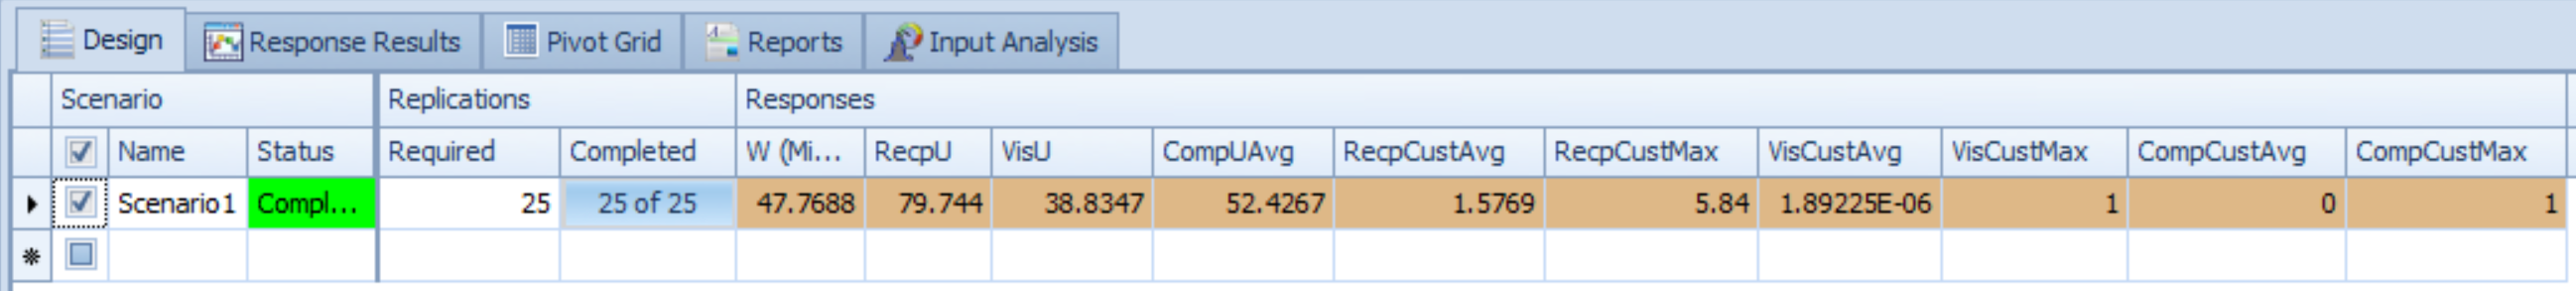 Design Response Results Pivot Grid Reports Input Analysis
Scenario Replications Responses
Name Status Required Completed W (Mi... RecpU VisU CompUAvg RecpCustAvg RecpCustMax VisCustAvg VisCustMax CompCustAvg CompCustMax
Scenario1 Compl... 25 25 of 25 47.7688 79.744 38.8347 52.4267 1.5769 5.84 1.89225E-06 1 0 1